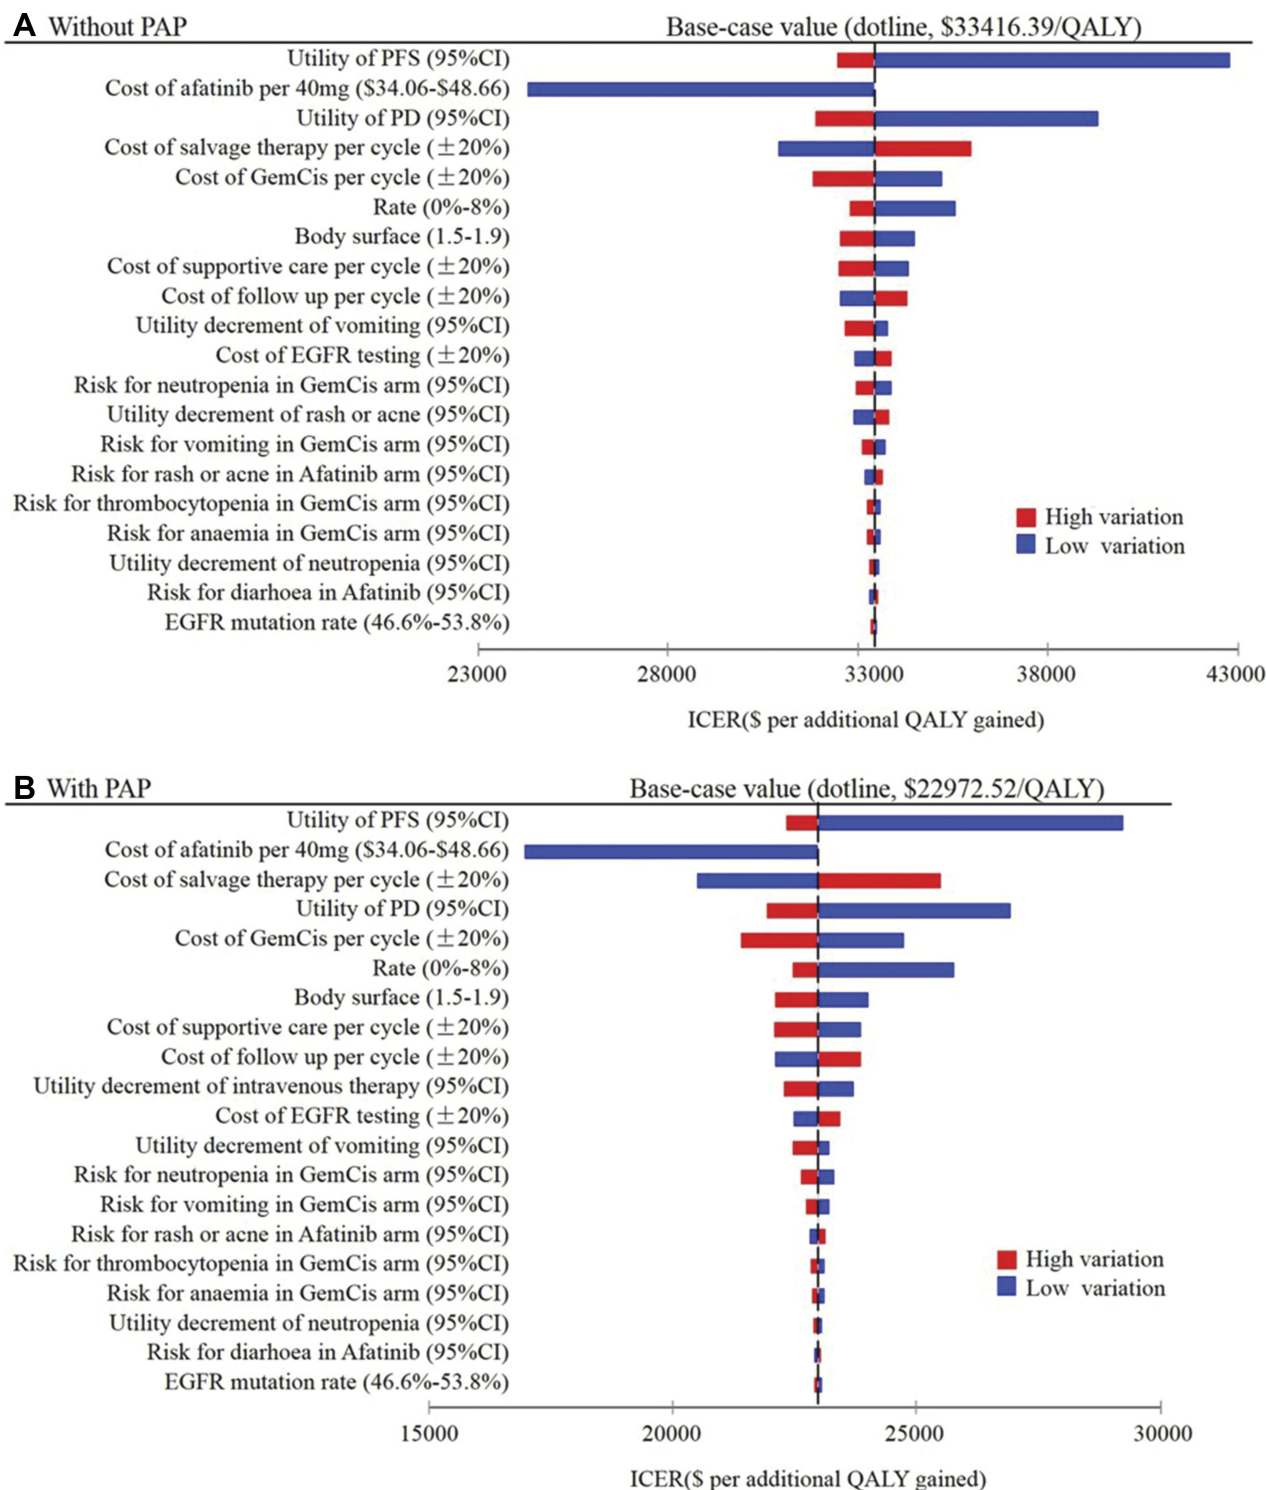 A Without PAP Base-case value (dotline, $33416.39/QALY)
Utility of PFS (95%CI)
Cost of afatinib per 40mg ($34.06-$48.66)
Utility of PD (95%CI)
Cost of salvage therapy per cycle (±20%)
Cost of GemCis per cycle (±20%)
Rate (0%-8%)
Body surface (1.5-1.9)
Cost of supportive care per cycle (±20%)
Cost of follow up per cycle (±20%)
Utility decrement of vomiting (95%CI)
Cost of EGFR testing (±20%)
Risk for neutropenia in GemCis arm (95%CI)
Utility decrement of rash or acne (95%CI)
Risk for vomiting in GemCis arm (95%CI)
Risk for rash or acne in Afatinib arm (95%CI)
Risk for thrombocytopenia in GemCis arm (95%CI)
High variation
Risk for anaemia in GemCis arm (95%CI)
Low variation
Utility decrement of neutropenia (95%CI)
Risk for diarhoea in Afatinib (95%CI)
EGFR mutation rate (46.6%-53.8%)
23000 28000 33000 38000 43000
ICER($ per additional QALY gained)
B With PAP Base-case value (dotline, $22972.52/QALY)
Utility of PFS (95%CI)
Cost of afatinib per 40mg ($34.06-$48.66)
Cost of salvage therapy per cycle (±20%)
Utility of PD (95%CI)
Cost of GemCis per cycle (±20%)
Rate (0%-8%)
Body surface (1.5-1.9)
Cost of supportive care per cycle (±20%)
Cost of follow up per cycle (±20%)
Utility decrement of intravenous therapy (95%CI)
Cost of EGFR testing (±20%)
Utility decrement of vomiting (95%CI)
Risk for neutropenia in GemCis arm (95%CI)
Risk for vomiting in GemCis arm (95%CI)
Risk for rash or acne in Afatinib arm (95%CI)
Risk for thrombocytopenia in GemCis arm (95%CI)
High variation
Risk for anaemia in GemCis arm (95%CI)
Low variation
Utility decrement of neutropenia (95%CI)
Risk for diarhoea in Afatinib (95%CI)
EGFR mutation rate (46.6%-53.8%)
15000 20000 25000 30000
ICER($ per additional QALY gained)